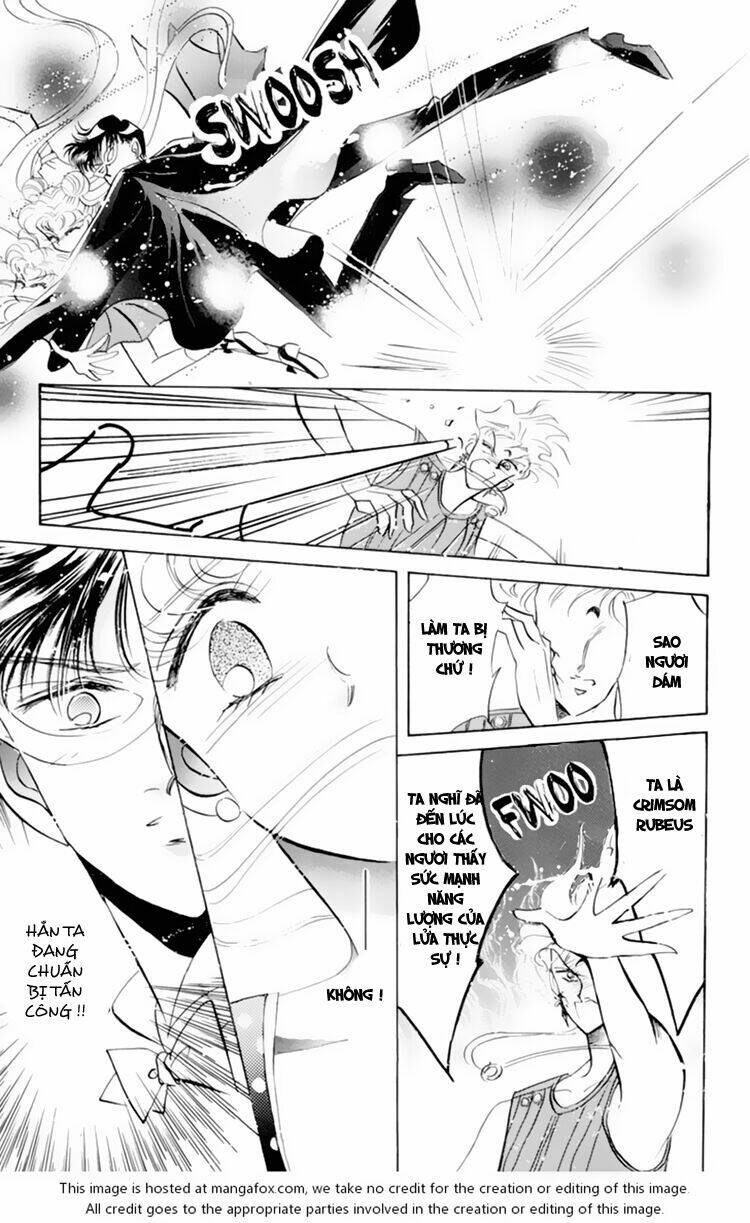 SWOOSH
SAO
NGƯƠI
DÁM
LÀM TA BỊ
THƯƠNG
CHỨ !
TA LÀ
CRIMSOM
RUBEUS
FWOO
TA NGHĨ ĐÃ
ĐẾN LÚC
CHO CÁC
NGƯƠI THẤY
SỨC MẠNH
NĂNG
LƯỢNG CỦA
LỬA THỰC
SỰ !
KHÔNG !
HẮN TA
ĐANG
CHUẨN
BỊ TẤN
CÔNG !!
This image is hosted at mangafox.com, we take no credit for the creation or editing of this image.
All credit goes to the appropriate parties involved in the creation or editing of this image.